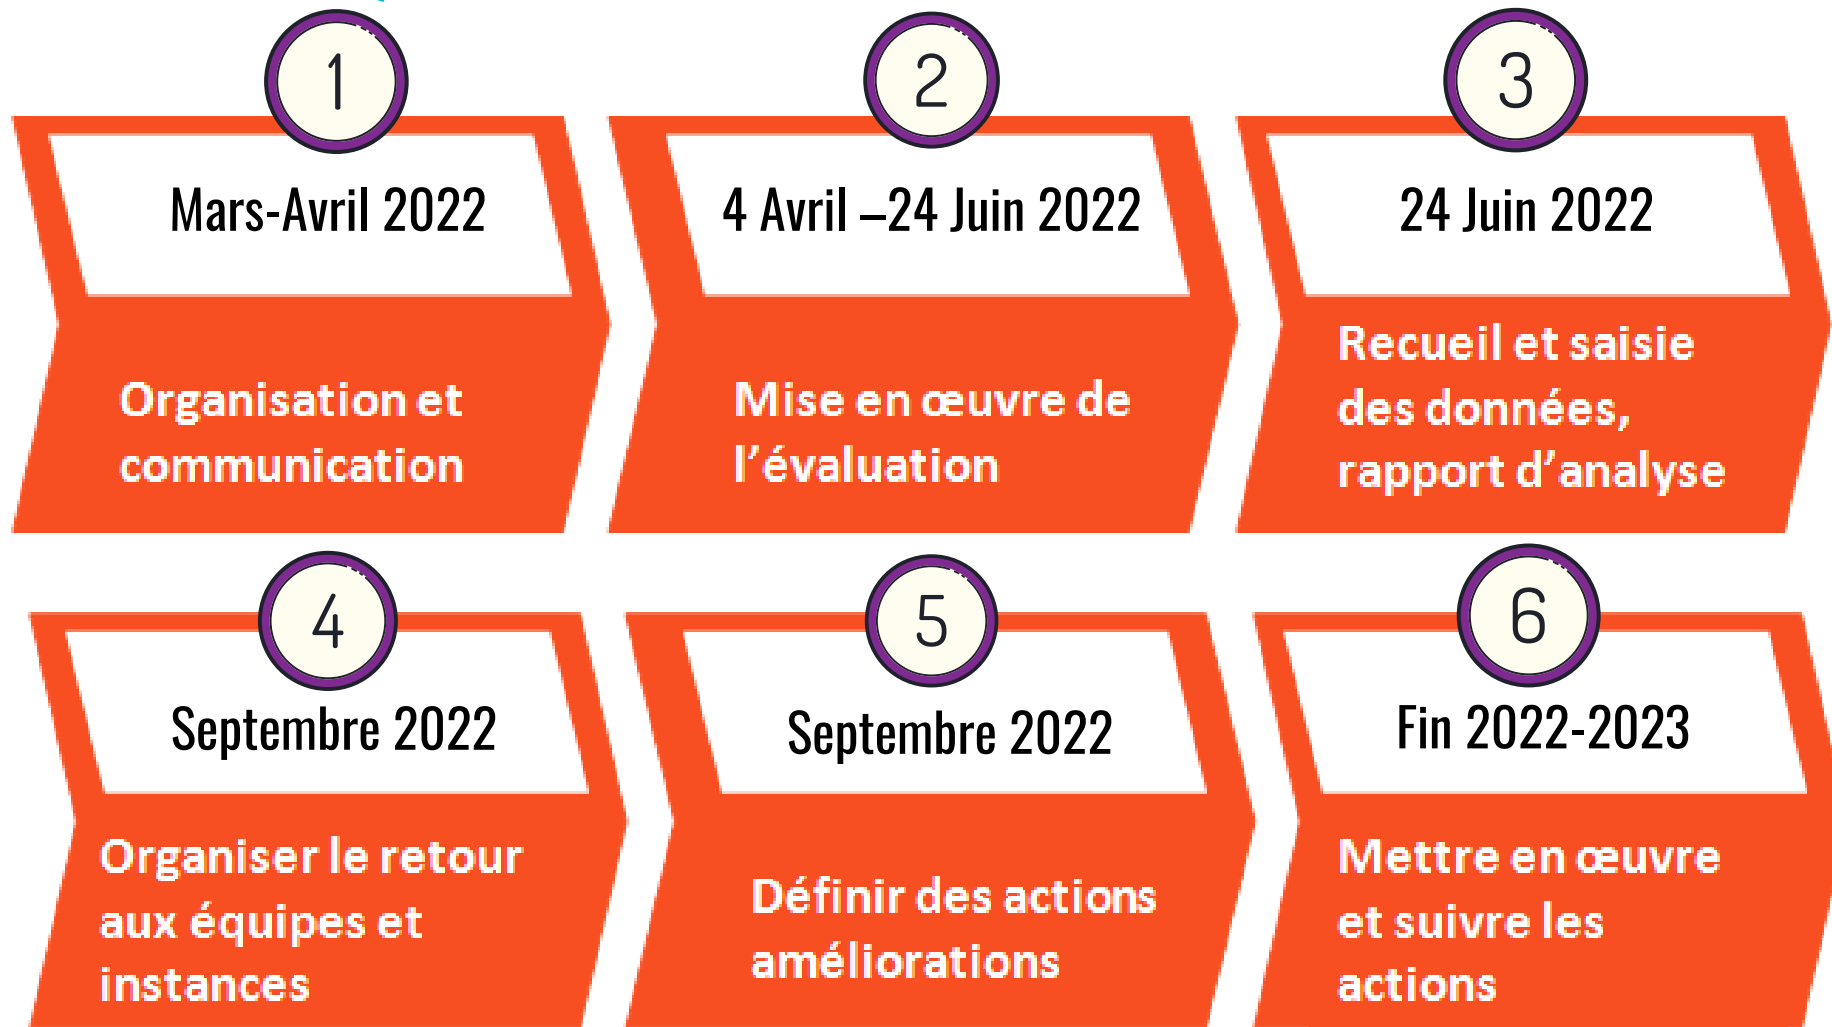 1
Mars-Avril 2022
Organisation et
communication
2
4 Avril –24 Juin 2022
Mise en œuvre de
l’évaluation
3
24 Juin 2022
Recueil et saisie
des données,
rapport d’analyse
4
Septembre 2022
Organiser le retour
aux équipes et
instances
5
Septembre 2022
Définir des actions
améliorations
6
Fin 2022-2023
Mettre en œuvre
et suivre les
actions